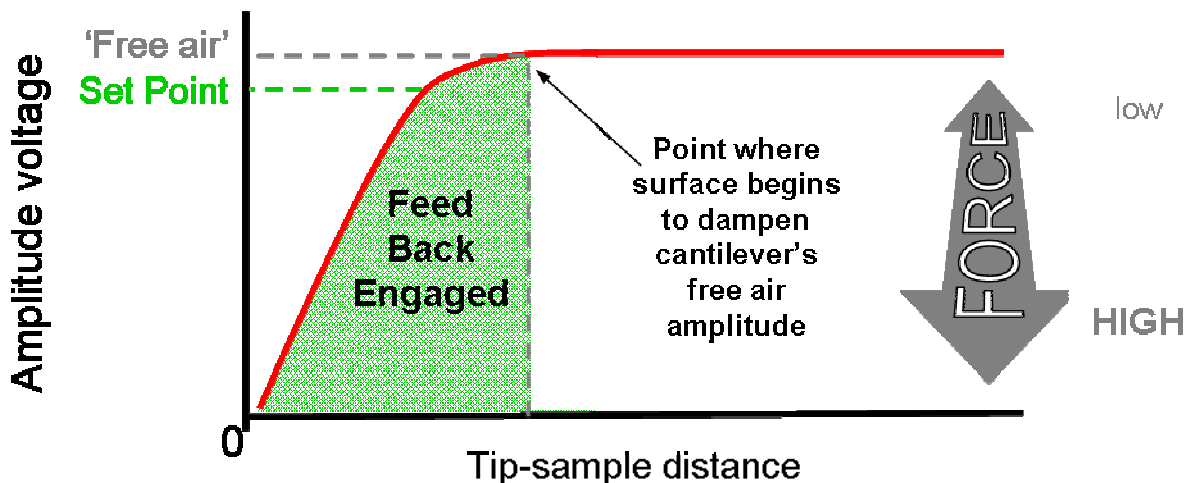 ‘Free air’
Set Point
Amplitude voltage
Feed
Back
Engaged
Point where
surface begins
to dampen
cantilever’s
free air
amplitude
FORCE
low
HIGH
0
Tip-sample distance